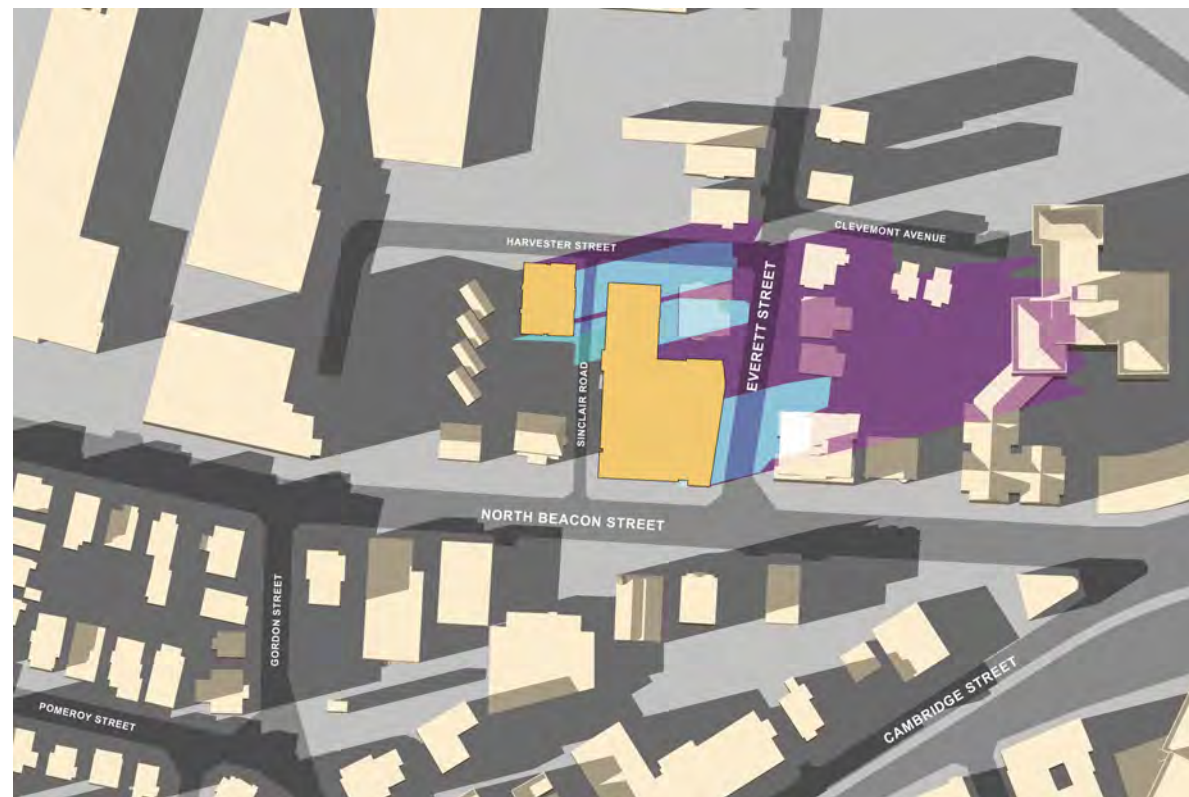 CLEVEMONT AVENUE
HARVESTER STREET
EVERETT STREET
SINCLAIR ROAD
NORTH BEACON STREET
GORDON STREET
CAMBRIDGE STREET
POMEROY STREET